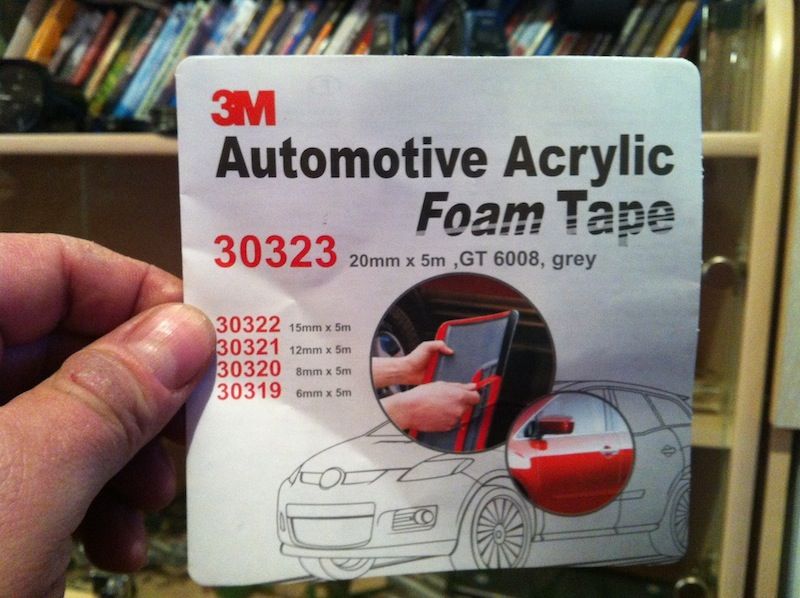 3M
Automotive Acrylic
Foam Tape
30323 20mm x 5m ,GT 6008, grey
30322 15mm x 5m
30321 12mm x 5m
30320 8mm x 5m
30319 6mm x 5m